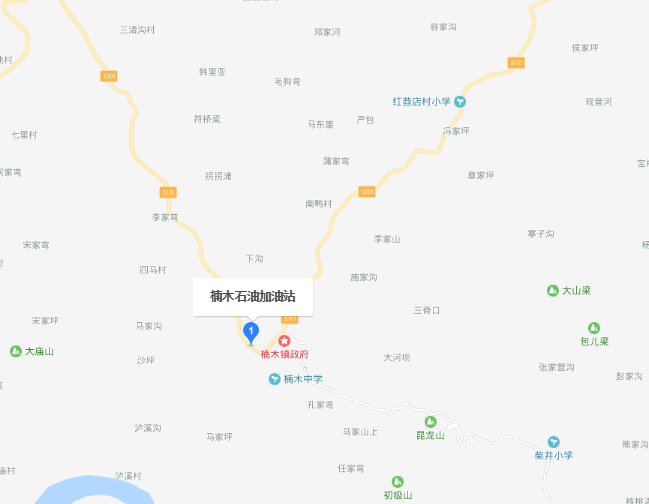 三清沟村
邓家河
容家沟
侯家坪
韩里亚
S101
S101
毛狗弯
红苕店村小学
观音河
符桥梁
马东崖
严包
冯家坪
七里村
蒲家弯
拐拐滩
章家坪
S101
S101
南鸭村
李家弯
寨子沟
李家山
宋家弯
下沟
四马村
施家沟
大山梁
楠木石油加油站
三脊口
宋家坪
马家沟
S101
1
包儿梁
楠木镇政府
大庙山
沙坪
大河坝
张家营沟
彭家沟
楠木中学
孔家弯
泸溪沟
马家坪
马家山上
昆龙山
熊家沟
柴井小学
任家弯
泸溪村
初级山